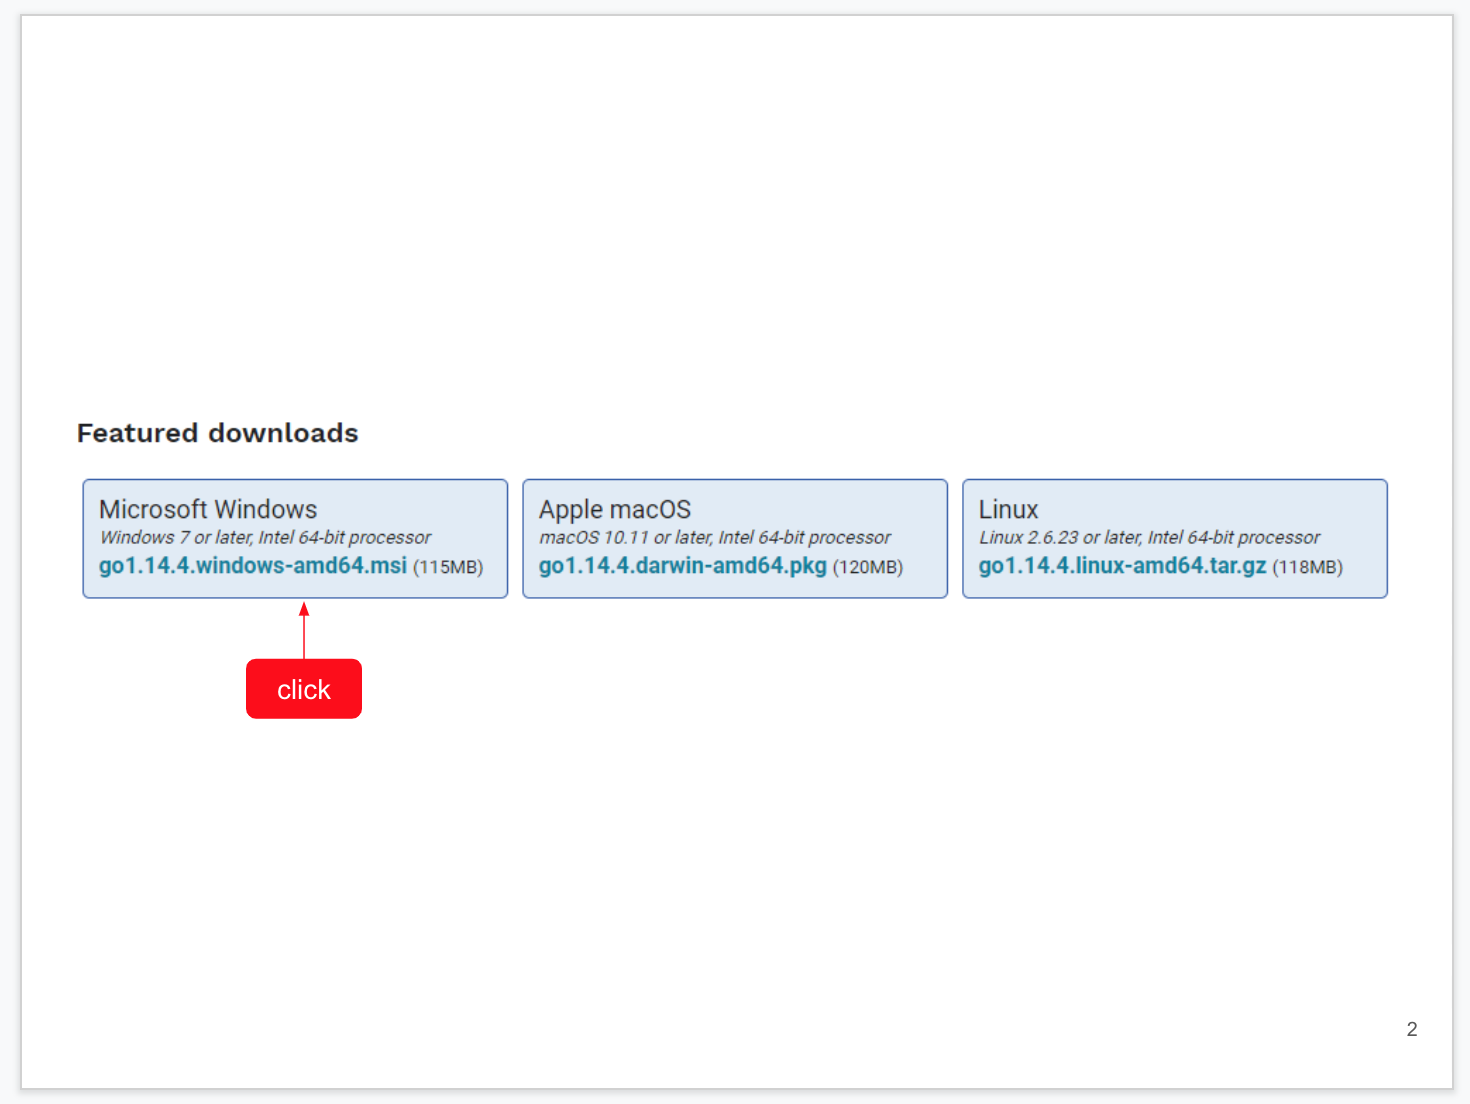 Featured downloads
Microsoft Windows
Windows 7 or later, Intel 64-bit processor
go1.14.4.windows-amd64.msi (115MB)
Apple macOS
macOS 10.11 or later, Intel 64-bit processor
go1.14.4.darwin-amd64.pkg (120MB)
Linux
Linux 2.6.23 or later, Intel 64-bit processor
go1.14.4.linux-amd64.tar.gz (118MB)
click
2